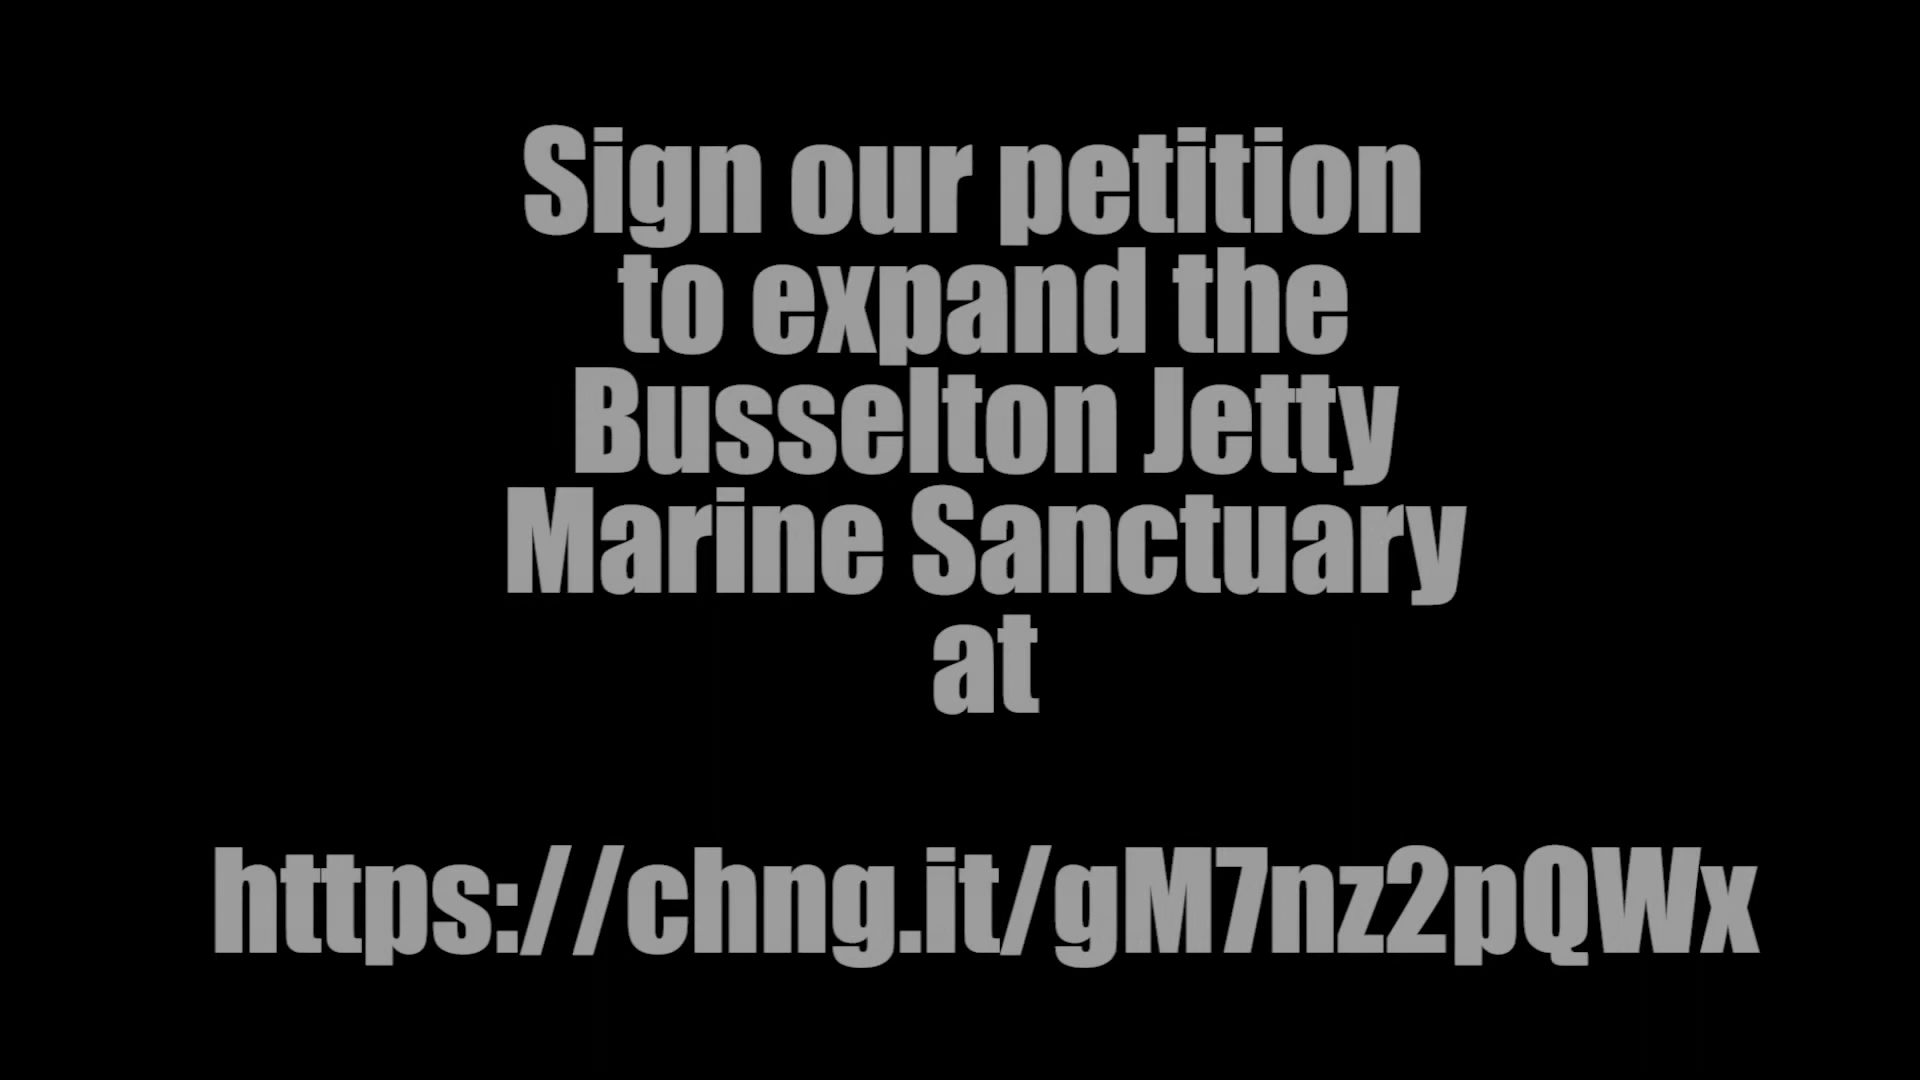 Sign our petition
to expand the
Busselton Jetty
Marine Sanctuary
at
https://chng.it/gM7nz2pQWx